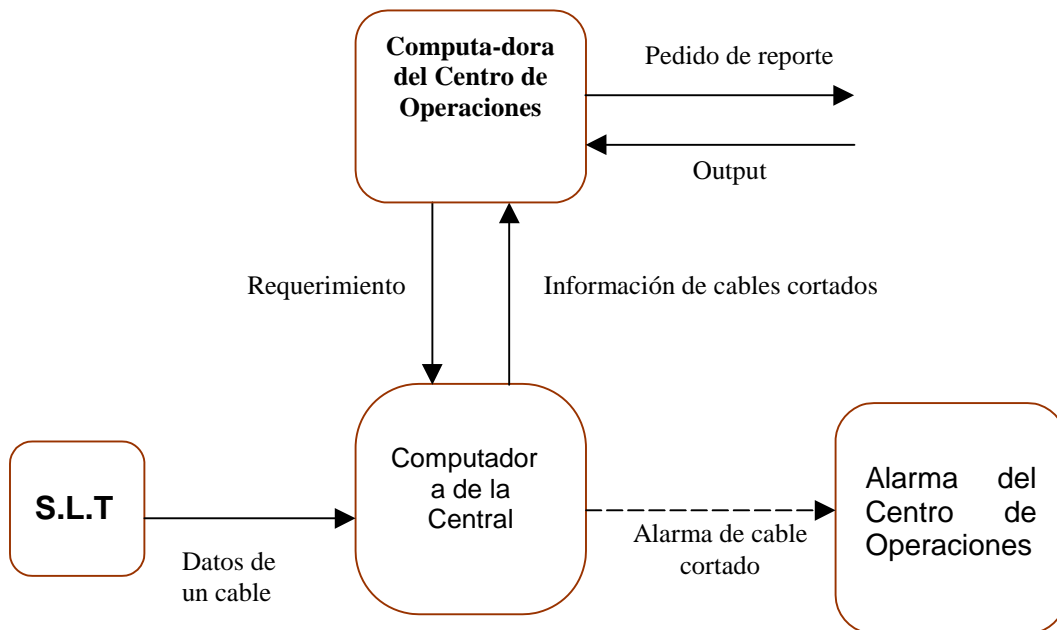 Computa-dora
del Centro de
Operaciones
Pedido de reporte
Output
Requerimiento
Información de cables cortados
S.L.T
Datos de
un cable
Computador
a de la
Central
Alarma de cable
cortado
Alarma del
Centro de
Operaciones